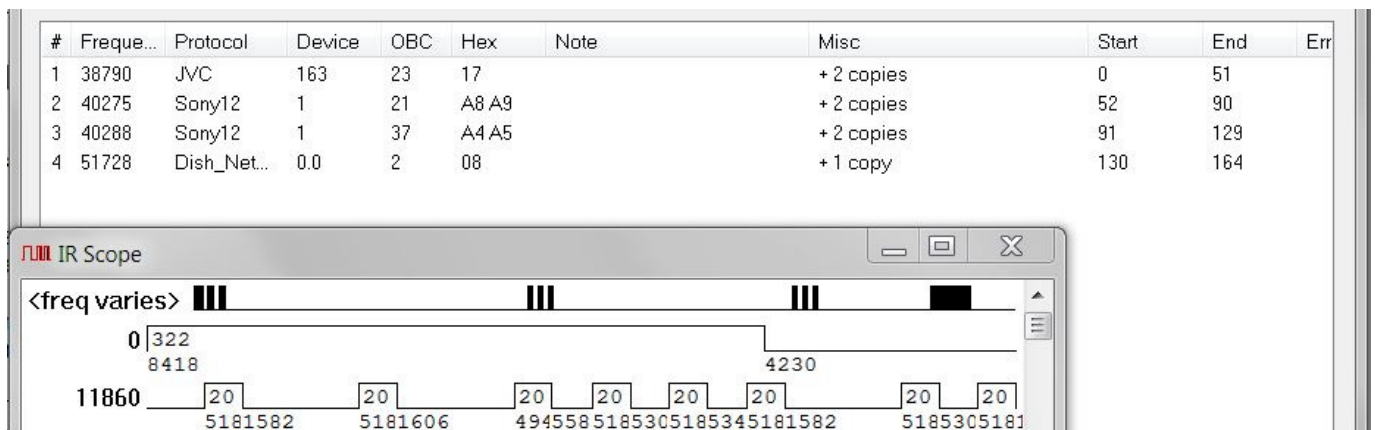 # Freque... Protocol Device OBC Hex Note Misc Start End Err
1 38790 JVC 163 23 17 + 2 copies 0 51
2 40275 Sony12 1 21 A8 A9 + 2 copies 52 90
3 40288 Sony12 1 37 A4 A5 + 2 copies 91 129
4 51728 Dish_Net... 0.0 2 08 + 1 copy 130 164
IR Scope
<freq varies>
0 322
8418 4230
11860 20 20 20 20 20 20 20 20
5181582 5181606 4945585185305185345181582 5185305181